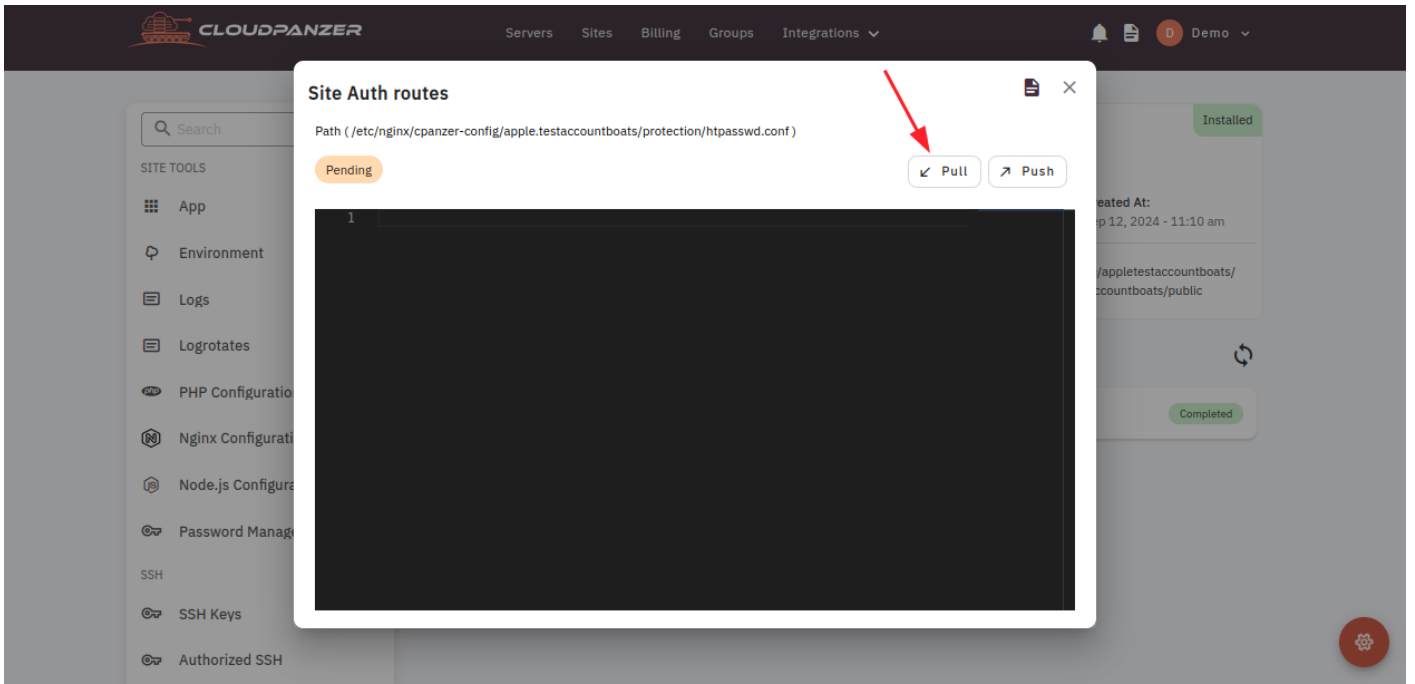 CLOUDPANZER
Servers Sites Billing Groups Integrations
D Demo
Site Auth routes
Path ( /etc/nginx/cpanzer-config/apple.testaccountboats/protection/htpasswd.conf )
Pending
Pull Push
1
Search
SITE TOOLS
App
Environment
Logs
Logrotates
php PHP Configuratio
N Nginx Configurati
JS Node.js Configura
Password Manag
SSH
SSH Keys
Authorized SSH
Installed
eated At:
ep 12, 2024 - 11:10 am
/appletestaccountboats/
ccountboats/public
Completed